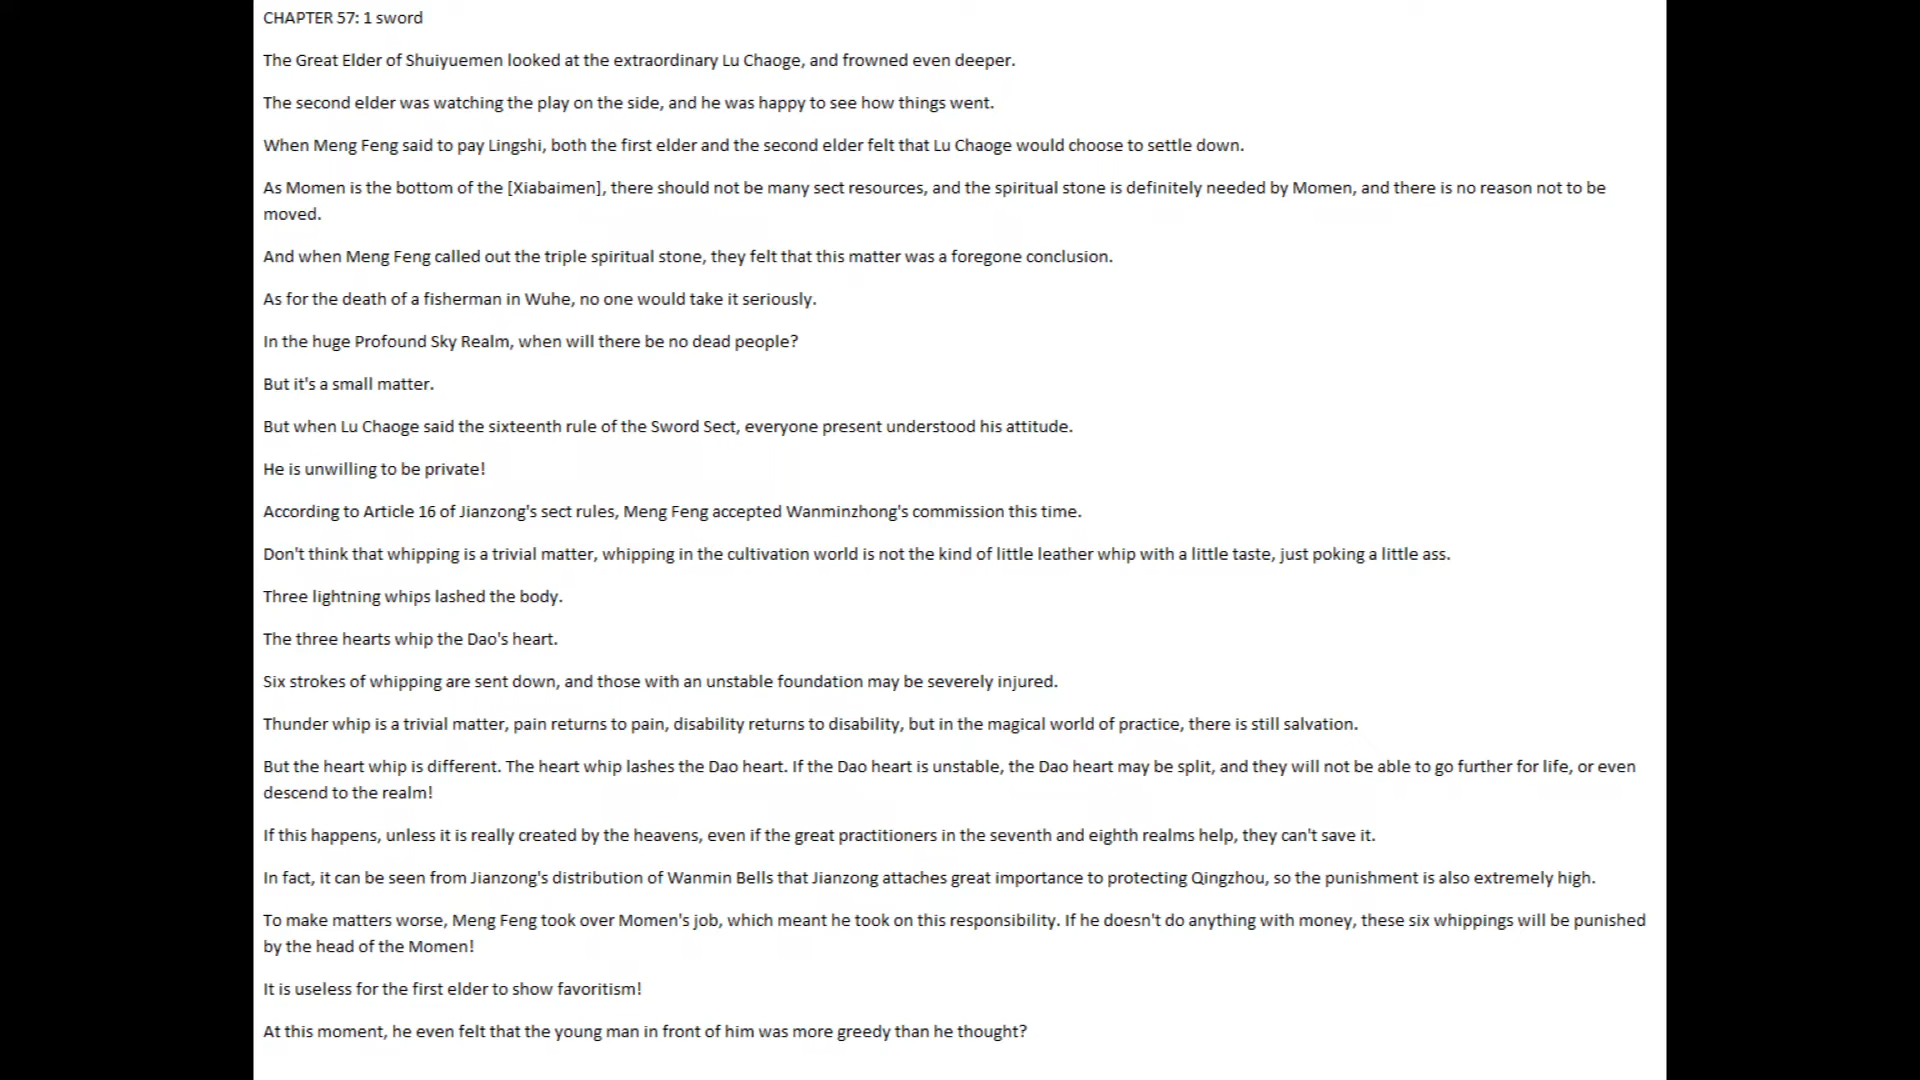 CHAPTER 57: 1 sword
The Great Elder of Shuiyuemen looked at the extraordinary Lu Chaoge, and frowned even deeper.
The second elder was watching the play on the side, and he was happy to see how things went.
When Meng Feng said to pay Lingshi, both the first elder and the second elder felt that Lu Chaoge would choose to settle down.
As Momen is the bottom of the [Xiabaimen], there should not be many sect resources, and the spiritual stone is definitely needed by Momen, and there is no reason not to be
moved.
And when Meng Feng called out the triple spiritual stone, they felt that this matter was a foregone conclusion.
As for the death of a fisherman in Wuhe, no one would take it seriously.
In the huge Profound Sky Realm, when will there be no dead people?
But it's a small matter.
But when Lu Chaoge said the sixteenth rule of the Sword Sect, everyone present understood his attitude.
He is unwilling to be private!
According to Article 16 of Jianzong's sect rules, Meng Feng accepted Wanminzhong's commission this time.
Don't think that whipping is a trivial matter, whipping in the cultivation world is not the kind of little leather whip with a little taste, just poking a little ass.
Three lightning whips lashed the body.
The three hearts whip the Dao's heart.
Six strokes of whipping are sent down, and those with an unstable foundation may be severely injured.
Thunder whip is a trivial matter, pain returns to pain, disability returns to disability, but in the magical world of practice, there is still salvation.
But the heart whip is different. The heart whip lashes the Dao heart. If the Dao heart is unstable, the Dao heart may be split, and they will not be able to go further for life, or even
descend to the realm!
If this happens, unless it is really created by the heavens, even if the great practitioners in the seventh and eighth realms help, they can't save it.
In fact, it can be seen from Jianzong's distribution of Wanmin Bells that Jianzong attaches great importance to protecting Qingzhou, so the punishment is also extremely high.
To make matters worse, Meng Feng took over Momen's job, which meant he took on this responsibility. If he doesn't do anything with money, these six whippings will be punished
by the head of the Momen!
It is useless for the first elder to show favoritism!
At this moment, he even felt that the young man in front of him was more greedy than he thought?